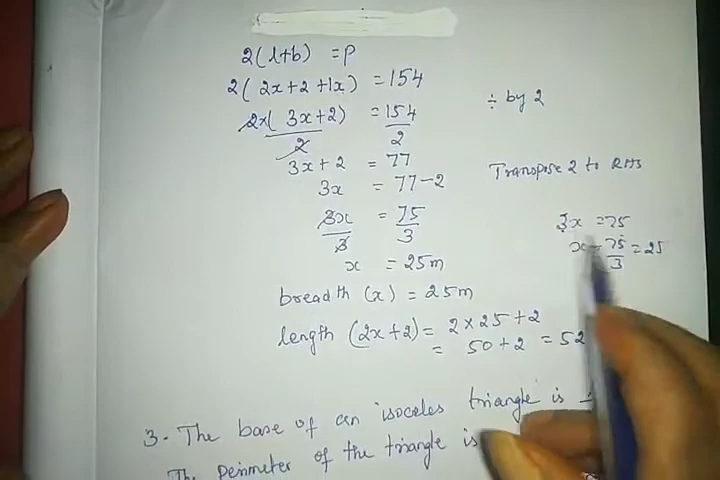 2(l+b) = P
2( 2x+2+1x) = 154
2×( 3x+2) / 2 = 154 / 2
÷ by 2
3x+2 = 77
Transpose 2 to RHS
3x = 77-2
3x / 3 = 75 / 3
3x = 75
x = 75 / 3 = 25
x = 25m
breadth (x) = 25m
length (2x+2) = 2×25+2
= 50+2 = 52
3. The base of an isoceles triangle is
The perimeter of the triangle is